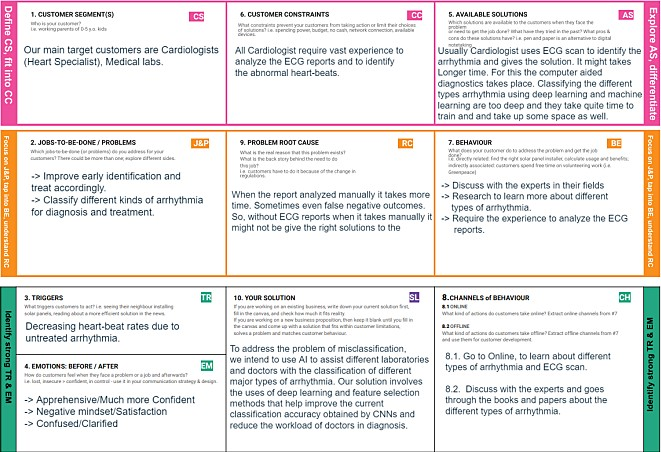 Define CS, fit into CC
1. CUSTOMER SEGMENT(S)
CS
Who is your customer?
i.e. working parents of 0-5 y.o. kids
Our main target customers are Cardiologists
(Heart Specialist), Medical labs.
6. CUSTOMER CONSTRAINTS
CC
What constraints prevent your customers from taking action or limit their choices
of solutions? i.e. spending power, budget, no cash, network connection, available
devices.
All Cardiologist require vast experience to
analyze the ECG reports and to identify
the abnormal heart-beats.
5. AVAILABLE SOLUTIONS
AS
Which solutions are available to the customers when they face the
problem
or need to get the job done? What have they tried in the past? What pros &
cons do these solutions have? i.e. pen and paper is an alternative to digital
notetaking
Usually Cardiologist uses ECG scan to identify the
arrhythmia and gives the solution. It might takes
Longer time. For this the computer aided
diagnostics takes place. Classifying the different
types arrhythmia using deep learning and machine
learning are too deep and they take quite time to
train and and take up some space as well.
Explore AS, differentiate
Focus on J&P, tap into BE, understand RC
2. JOBS-TO-BE-DONE / PROBLEMS
J&P
Which jobs-to-be-done (or problems) do you address for your
customers? There could be more than one; explore different sides.
-> Improve early identification and
treat accordingly.
-> Classify different kinds of arrhythmia
for diagnosis and treatment.
9. PROBLEM ROOT CAUSE
RC
What is the real reason that this problem exists?
What is the back story behind the need to do
this job?
i.e. customers have to do it because of the change in
regulations.
When the report analyzed manually it takes more
time. Sometimes even false negative outcomes.
So, without ECG reports when it takes manually it
might not be give the right solutions to the
7. BEHAVIOUR
BE
What does your customer do to address the problem and get the job
done?
i.e. directly related: find the right solar panel installer, calculate usage and benefits;
indirectly associated: customers spend free time on volunteering work (i.e.
Greenpeace)
-> Discuss with the experts in their fields
-> Research to learn more about different
types of arrhythmia.
-> Require the experience to analyze the ECG
reports.
Focus on J&P, tap into BE, understand RC
Identify strong TR & EM
3. TRIGGERS
TR
What triggers customers to act? i.e. seeing their neighbour installing
solar panels, reading about a more efficient solution in the news.
Decreasing heart-beat rates due to
untreated arrhythmia.
4. EMOTIONS: BEFORE / AFTER
EM
How do customers feel when they face a problem or a job and afterwards?
i.e. lost, insecure > confident, in control - use it in your communication strategy & design.
-> Apprehensive/Much more Confident
-> Negative mindset/Satisfaction
-> Confused/Clarified
10. YOUR SOLUTION
SL
If you are working on an existing business, write down your current solution first,
fill in the canvas, and check how much it fits reality.
If you are working on a new business proposition, then keep it blank until you fill in
the canvas and come up with a solution that fits within customer limitations,
solves a problem and matches customer behaviour.
To address the problem of misclassification,
we intend to use AI to assist different laboratories
and doctors with the classification of different
major types of arrhythmia. Our solution involves
the uses of deep learning and feature selection
methods that help improve the current
classification accuracy obtained by CNNs and
reduce the workload of doctors in diagnosis.
8.CHANNELS OF BEHAVIOUR
CH
8.1 ONLINE
What kind of actions do customers take online? Extract online channels from #7
8.2 OFFLINE
What kind of actions do customers take offline? Extract offline channels from #7
and use them for customer development.
8.1. Go to Online, to learn about different
types of arrhythmia and ECG scan.
8.2. Discuss with the experts and goes
through the books and papers about the
different types of arrhythmia.
Identify strong TR & EM